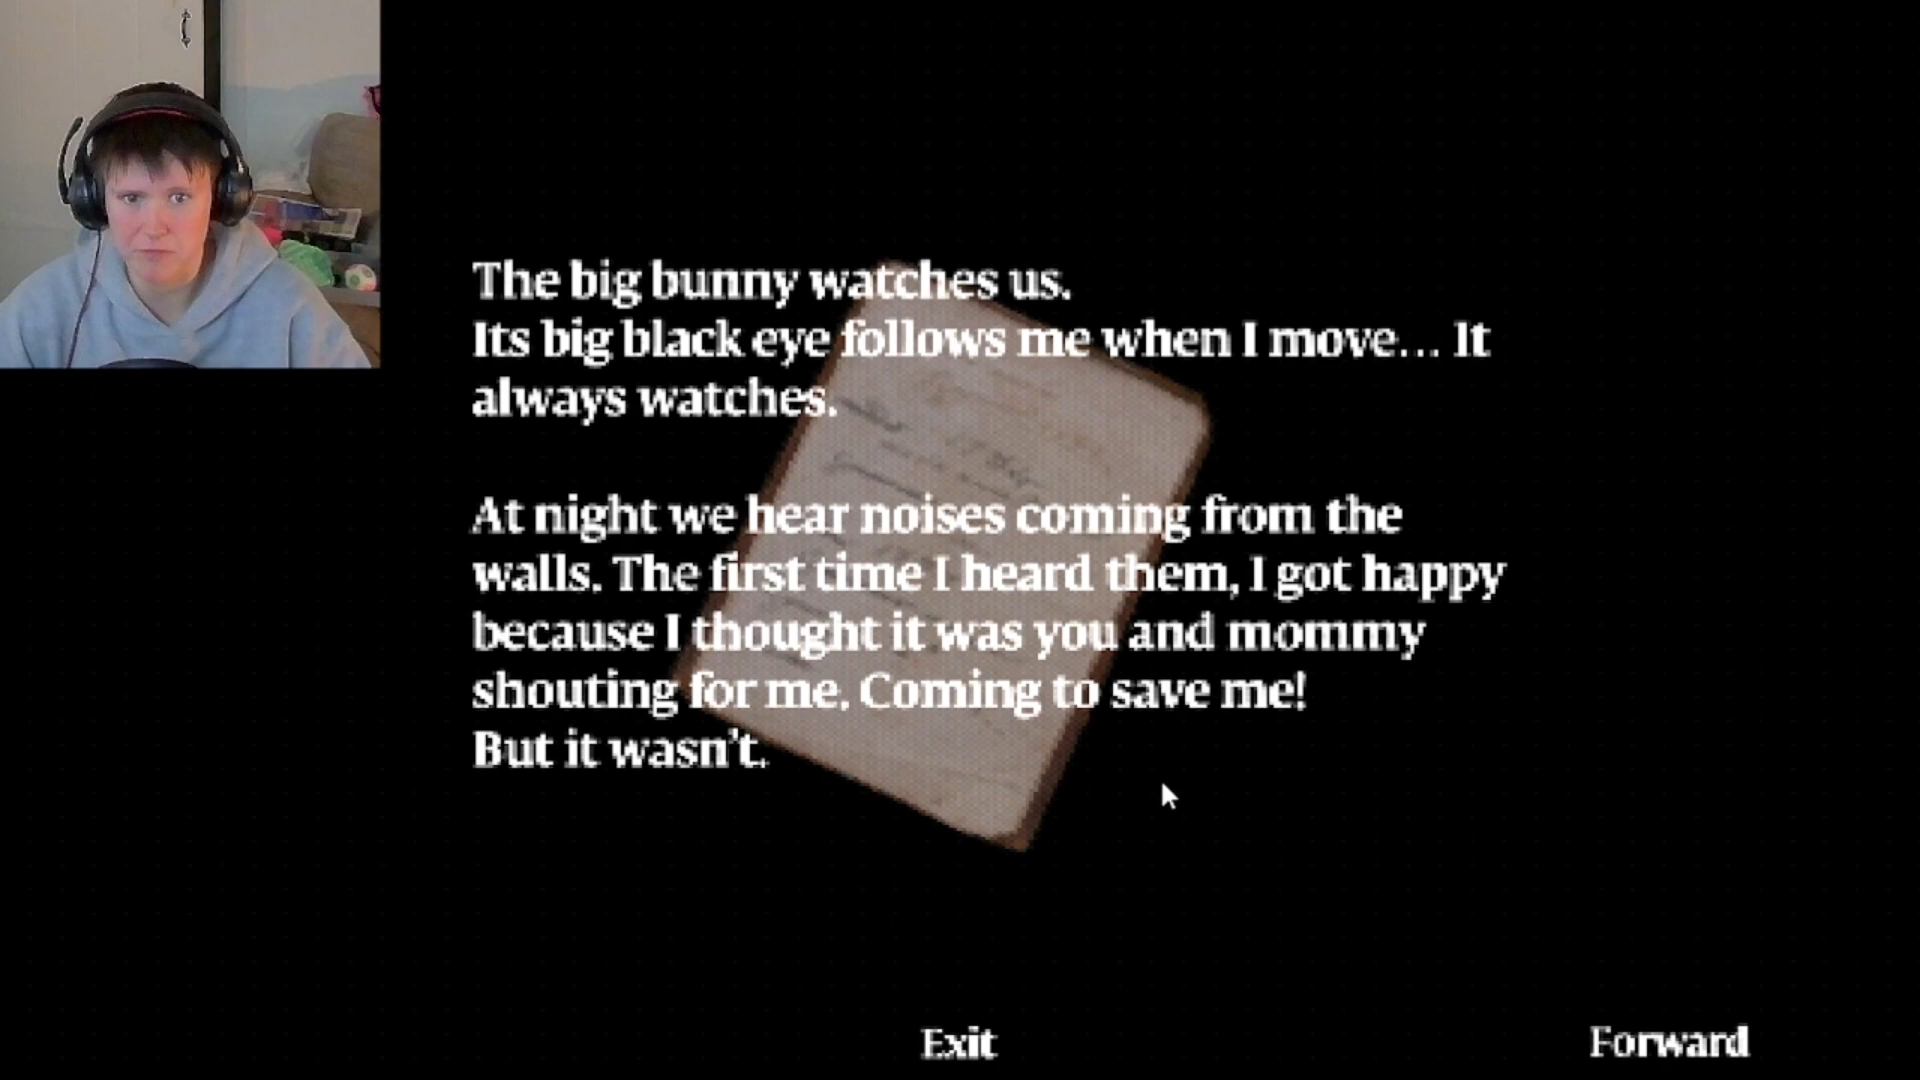 The big bunny watches us.
Its big black eye follows me when I move... It
always watches.
At night we hear noises coming from the
walls. The first time I heard them, I got happy
because I thought it was you and mommy
shouting for me. Coming to save me!
But it wasn't.
Exit
Forward